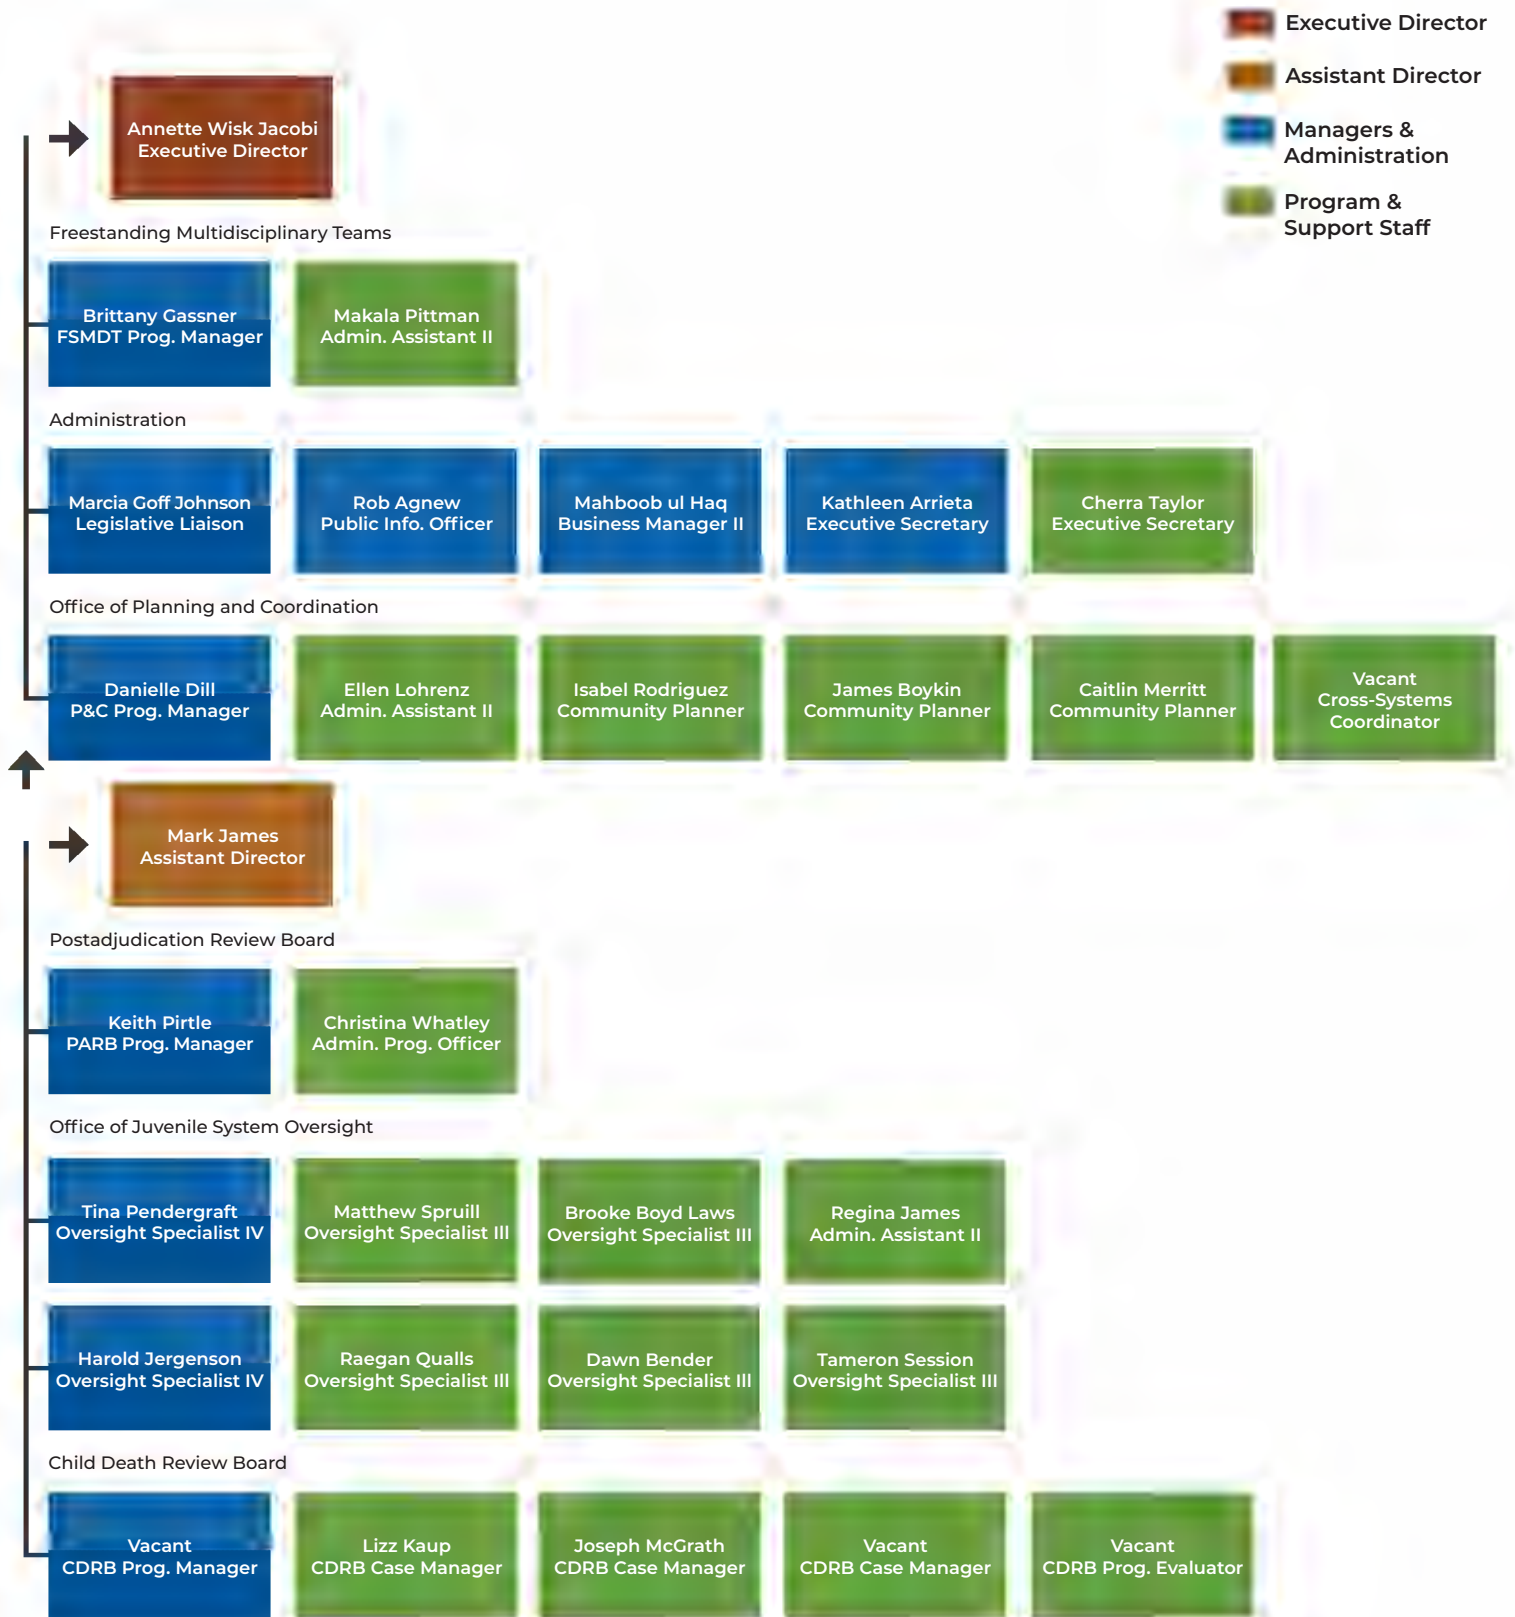 Executive Director
Assistant Director
Managers &
Administration
Program &
Support Staff
Annette Wisk Jacobi
Executive Director
Freestanding Multidisciplinary Teams
Brittany Gassner
FSMDT Prog. Manager
Makala Pittman
Admin. Assistant II
Administration
Marcia Goff Johnson
Legislative Liaison
Rob Agnew
Public Info. Officer
Mahboob ul Haq
Business Manager II
Kathleen Arrieta
Executive Secretary
Cherra Taylor
Executive Secretary
Office of Planning and Coordination
Danielle Dill
P&C Prog. Manager
Ellen Lohrenz
Admin. Assistant II
Isabel Rodriguez
Community Planner
James Boykin
Community Planner
Caitlin Merritt
Community Planner
Vacant
Cross-Systems
Coordinator
Mark James
Assistant Director
Postadjudication Review Board
Keith Pirtle
PARB Prog. Manager
Christina Whatley
Admin. Prog. Officer
Office of Juvenile System Oversight
Tina Pendergraft
Oversight Specialist IV
Matthew Spruill
Oversight Specialist III
Brooke Boyd Laws
Oversight Specialist III
Regina James
Admin. Assistant II
Harold Jergenson
Oversight Specialist IV
Raegan Qualls
Oversight Specialist III
Dawn Bender
Oversight Specialist III
Tameron Session
Oversight Specialist III
Child Death Review Board
Vacant
CDRB Prog. Manager
Lizz Kaup
CDRB Case Manager
Joseph McGrath
CDRB Case Manager
Vacant
CDRB Case Manager
Vacant
CDRB Prog. Evaluator